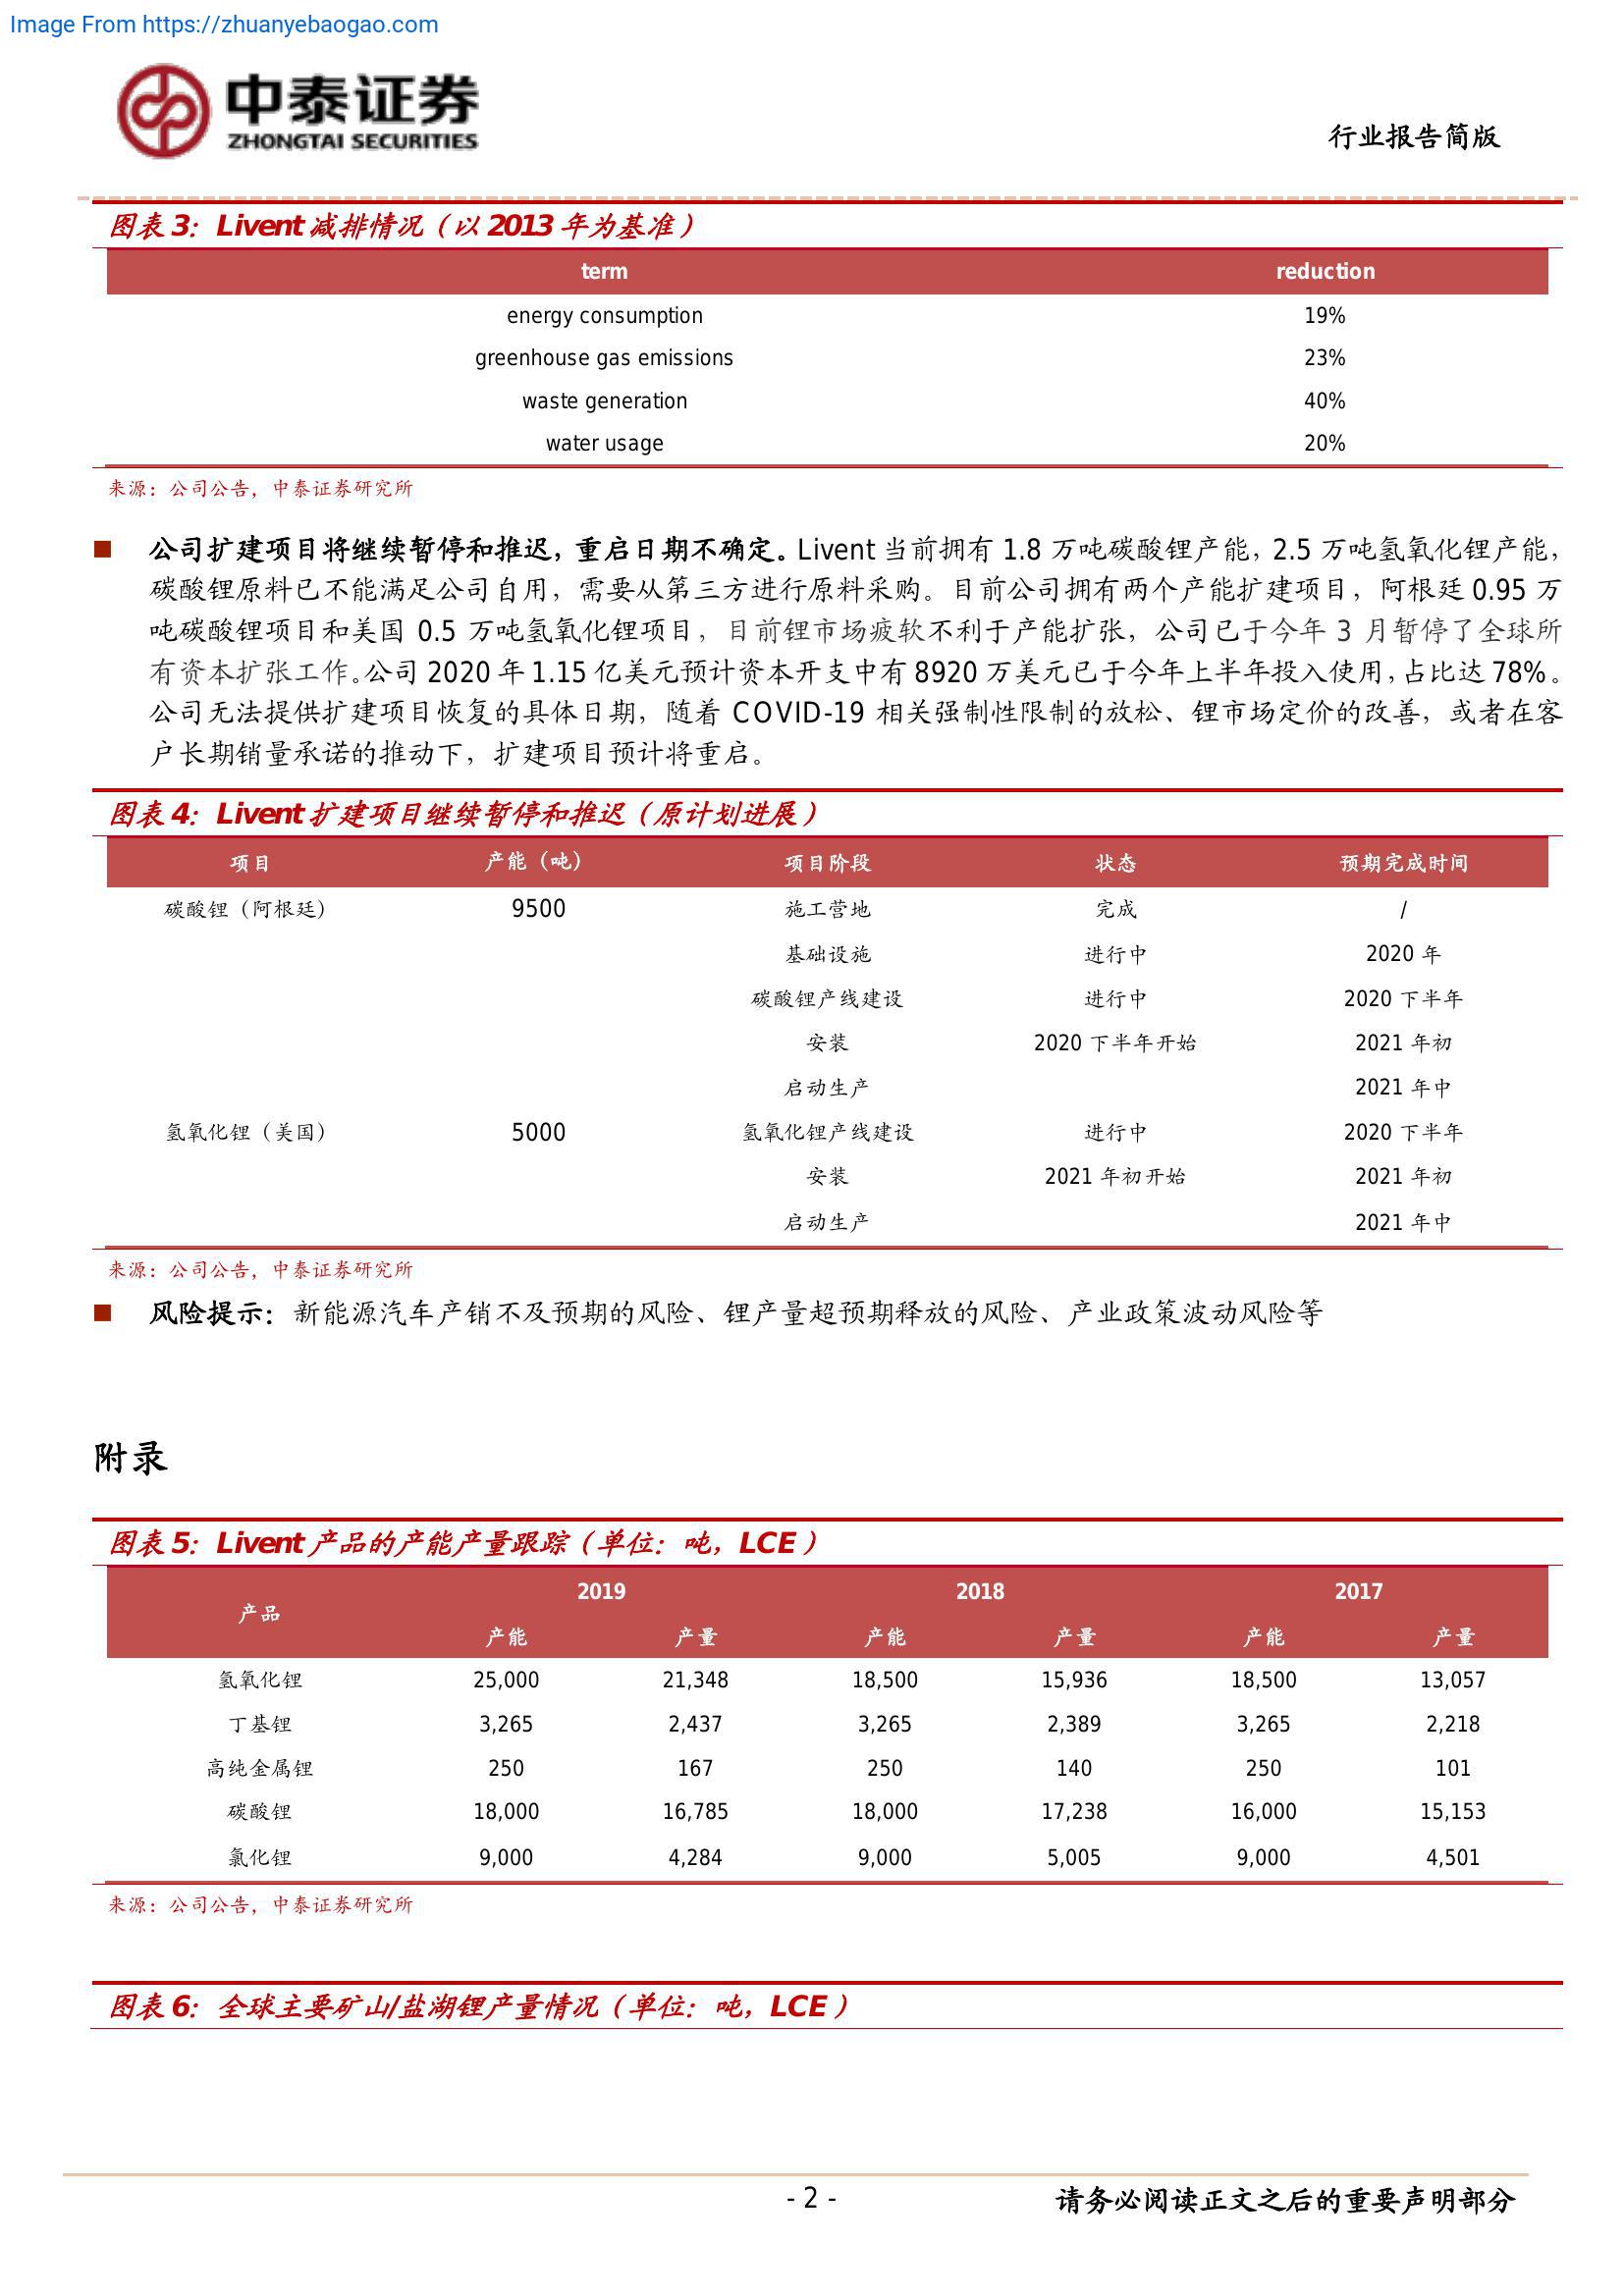 Image From https://zhuanyebaogao.com
中泰证券
ZHONGTAI SECURITIES
行业报告简版
图表 3：Livent 减排情况（以 2013 年为基准）
term reduction
energy consumption 19%
greenhouse gas emissions 23%
waste generation 40%
water usage 20%
来源：公司公告，中泰证券研究所
■ 公司扩建项目将继续暂停和推迟，重启日期不确定。Livent 当前拥有 1.8 万吨碳酸锂产能，2.5 万吨氢氧化锂产能，
碳酸锂原料已不能满足公司自用，需要从第三方进行原料采购。目前公司拥有两个产能扩建项目，阿根廷 0.95 万
吨碳酸锂项目和美国 0.5 万吨氢氧化锂项目，目前锂市场疲软不利于产能扩张，公司已于今年 3 月暂停了全球所
有资本扩张工作。公司 2020 年 1.15 亿美元预计资本开支中有 8920 万美元已于今年上半年投入使用，占比达 78%。
公司无法提供扩建项目恢复的具体日期，随着 COVID-19 相关强制性限制的放松、锂市场定价的改善，或者在客
户长期销量承诺的推动下，扩建项目预计将重启。
图表 4：Livent 扩建项目继续暂停和推迟（原计划进展）
项目 产能（吨） 项目阶段 状态 预期完成时间
碳酸锂（阿根廷） 9500 施工营地 完成 /
基础设施 进行中 2020 年
碳酸锂产线建设 进行中 2020 下半年
安装 2020 下半年开始 2021 年初
启动生产 2021 年中
氢氧化锂（美国） 5000 氢氧化锂产线建设 进行中 2020 下半年
安装 2021 年初开始 2021 年初
启动生产 2021 年中
来源：公司公告，中泰证券研究所
■ 风险提示：新能源汽车产销不及预期的风险、锂产量超预期释放的风险、产业政策波动风险等
附录
图表 5：Livent 产品的产能产量跟踪（单位：吨，LCE）
产品 2019 2018 2017
产能 产量 产能 产量 产能 产量
氢氧化锂 25,000 21,348 18,500 15,936 18,500 13,057
丁基锂 3,265 2,437 3,265 2,389 3,265 2,218
高纯金属锂 250 167 250 140 250 101
碳酸锂 18,000 16,785 18,000 17,238 16,000 15,153
氯化锂 9,000 4,284 9,000 5,005 9,000 4,501
来源：公司公告，中泰证券研究所
图表 6：全球主要矿山/盐湖锂产量情况（单位：吨，LCE）
- 2 -
请务必阅读正文之后的重要声明部分